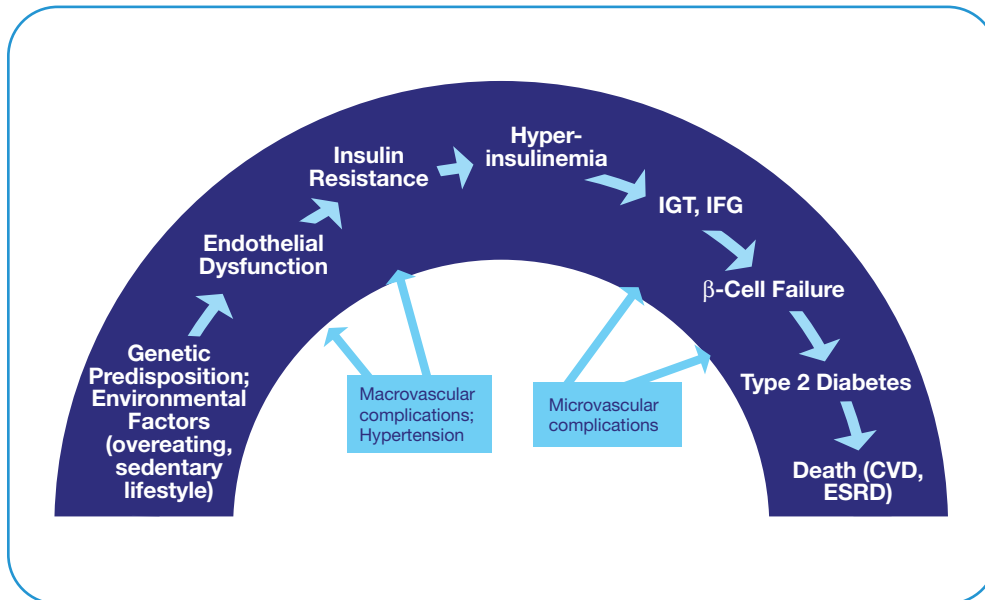 Genetic
Predisposition;
Environmental
Factors
(overeating,
sedentary
lifestyle)
Endothelial
Dysfunction
Insulin
Resistance
Hyper-
insulinemia
IGT, IFG
β-Cell Failure
Type 2 Diabetes
Death (CVD,
ESRD)
Macrovascular
complications;
Hypertension
Microvascular
complications